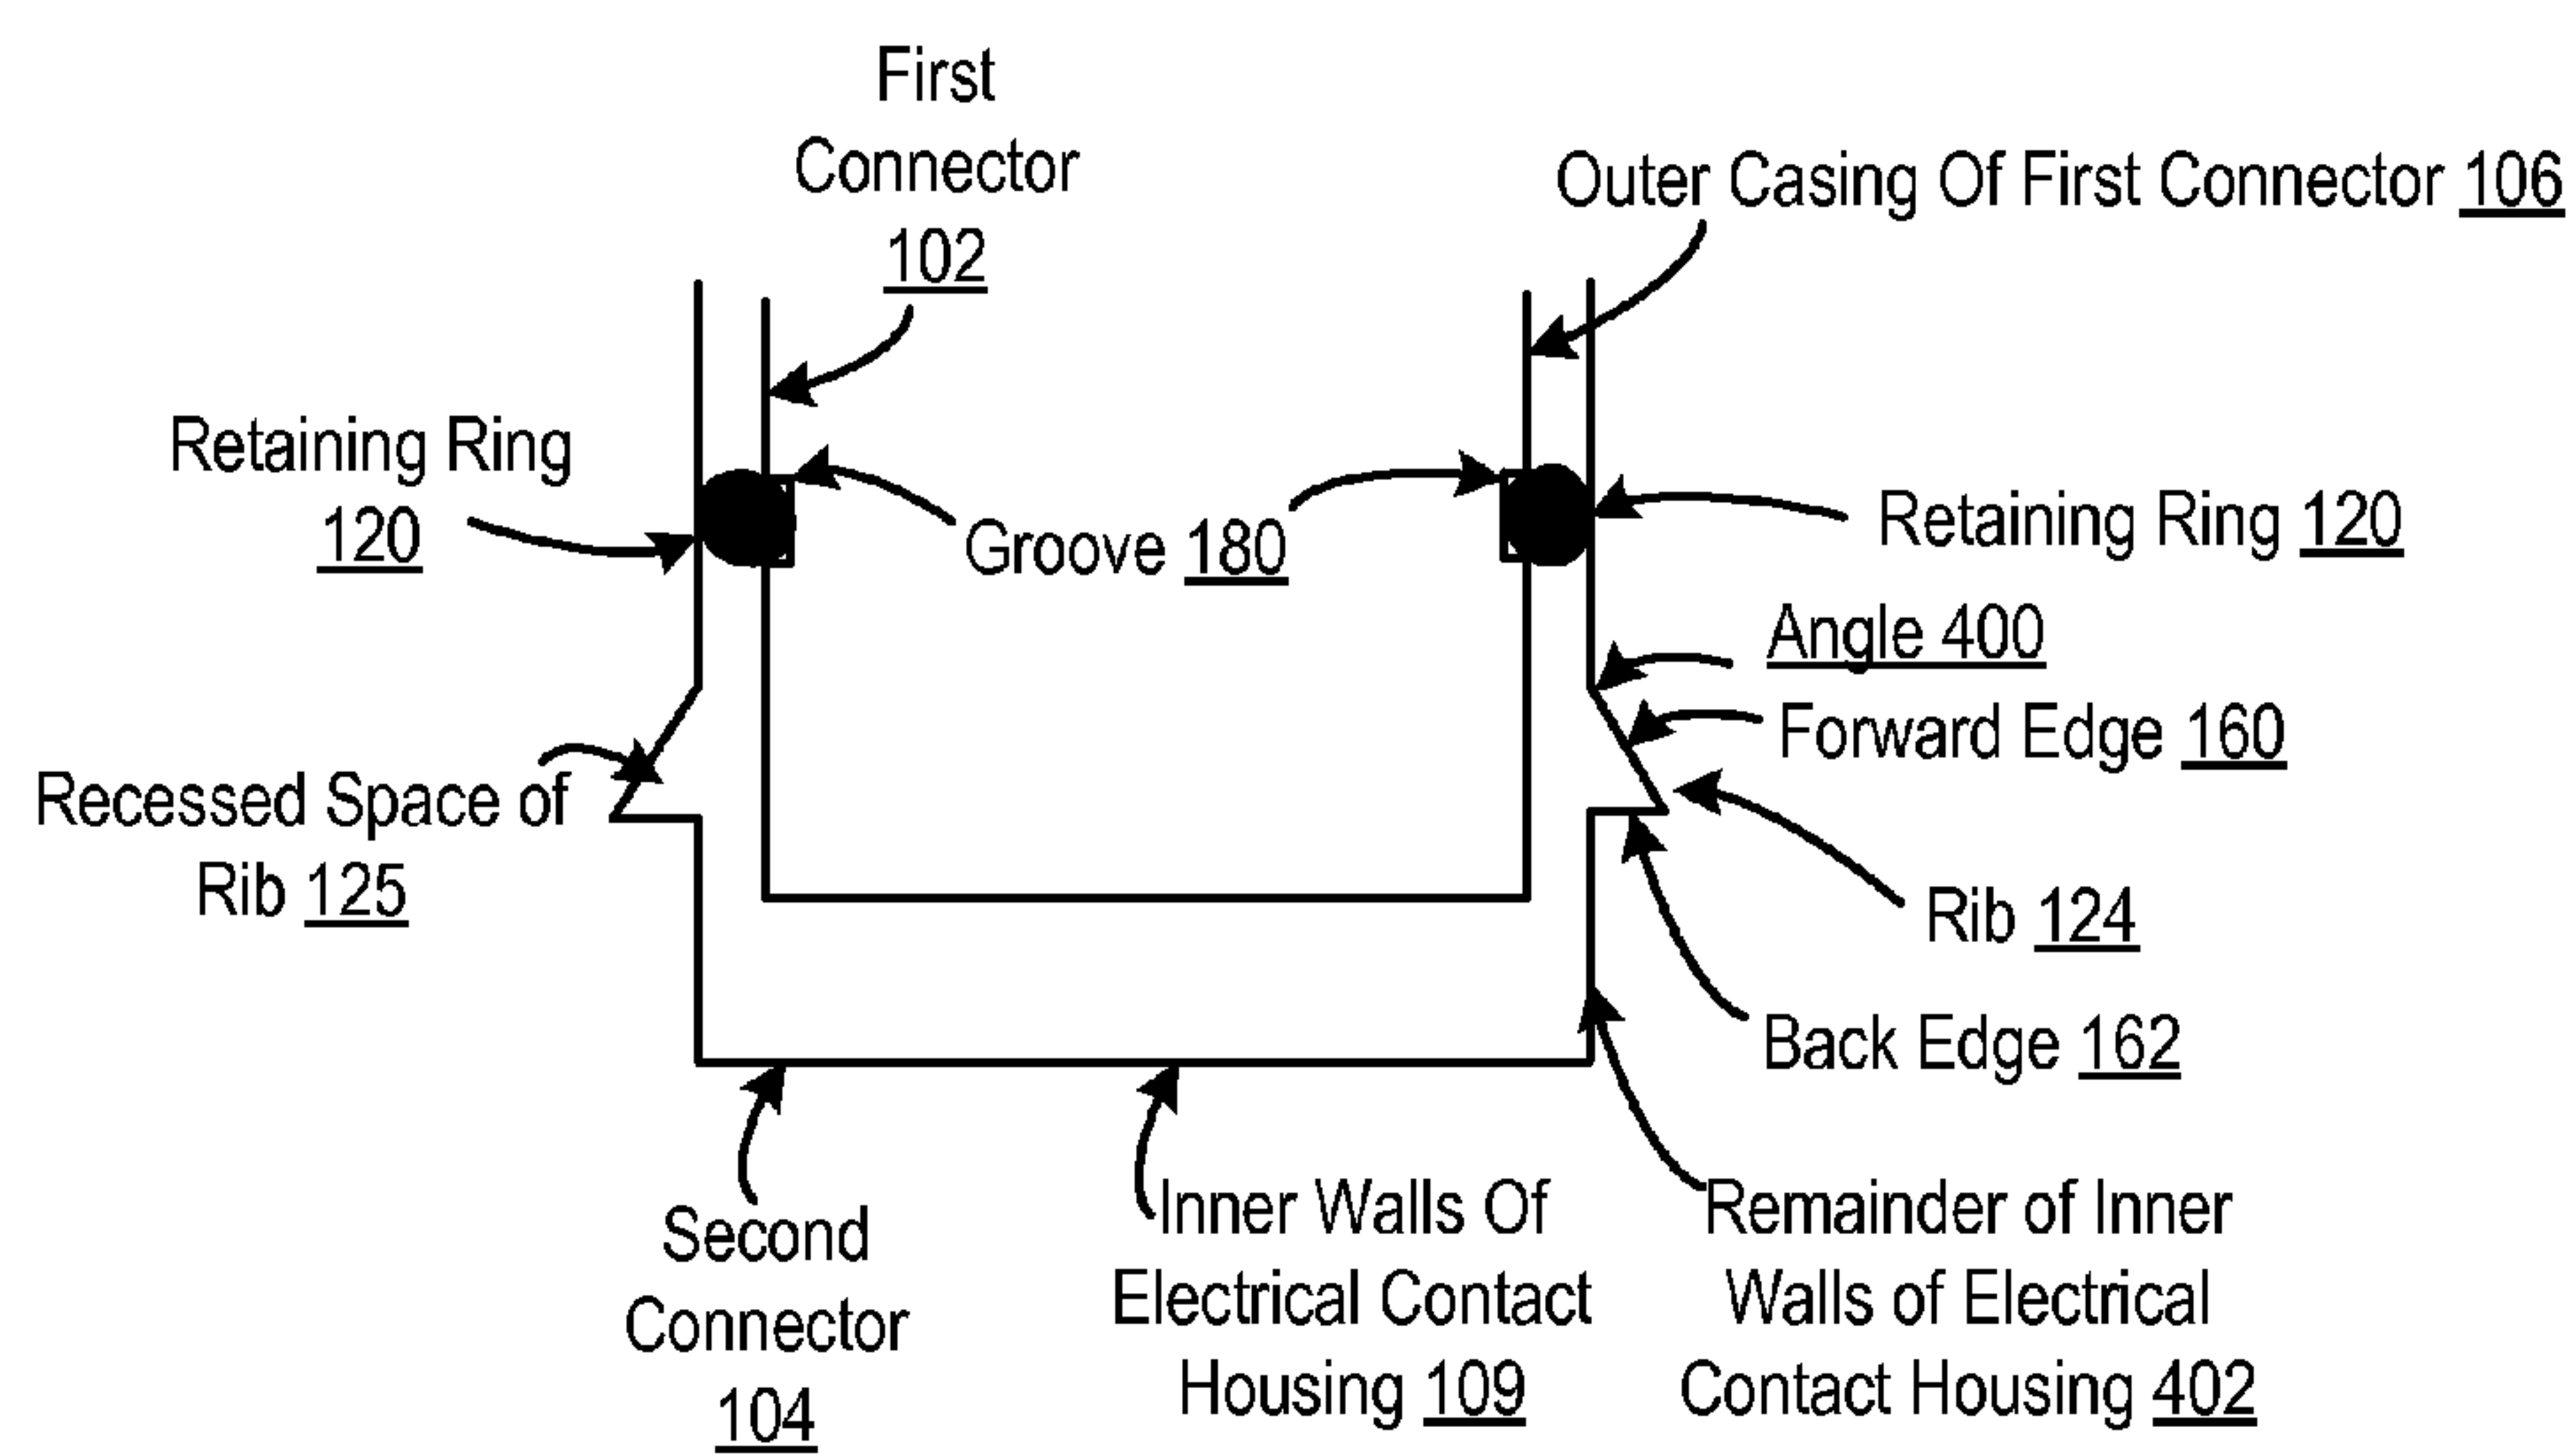 First
Connector
102
Outer Casing Of First Connector 106
Retaining Ring
120
Groove 180
Retaining Ring 120
Angle 400
Forward Edge 160
Recessed Space of
Rib 125
Rib 124
Back Edge 162
Second
Connector
104
Inner Walls Of
Electrical Contact
Housing 109
Remainder of Inner
Walls of Electrical
Contact Housing 402